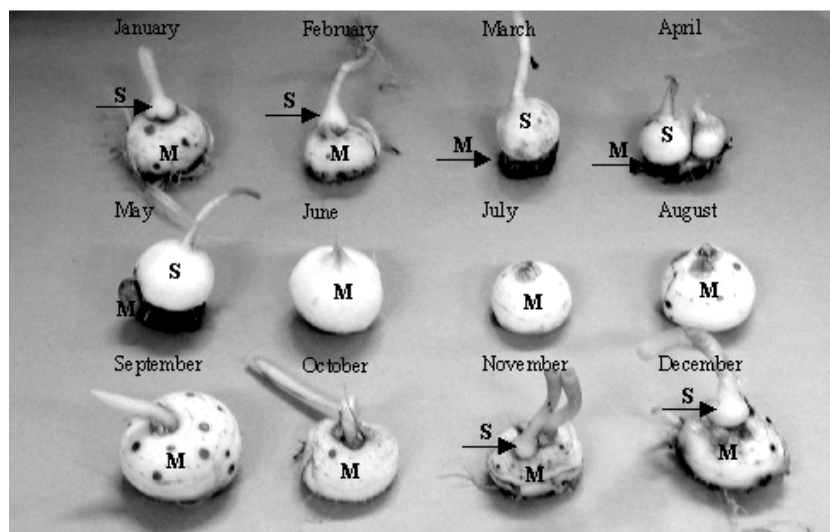 January February March April
S S S S
M M M M
May June July August
S M M M
M
September October November December
S S
M M M M